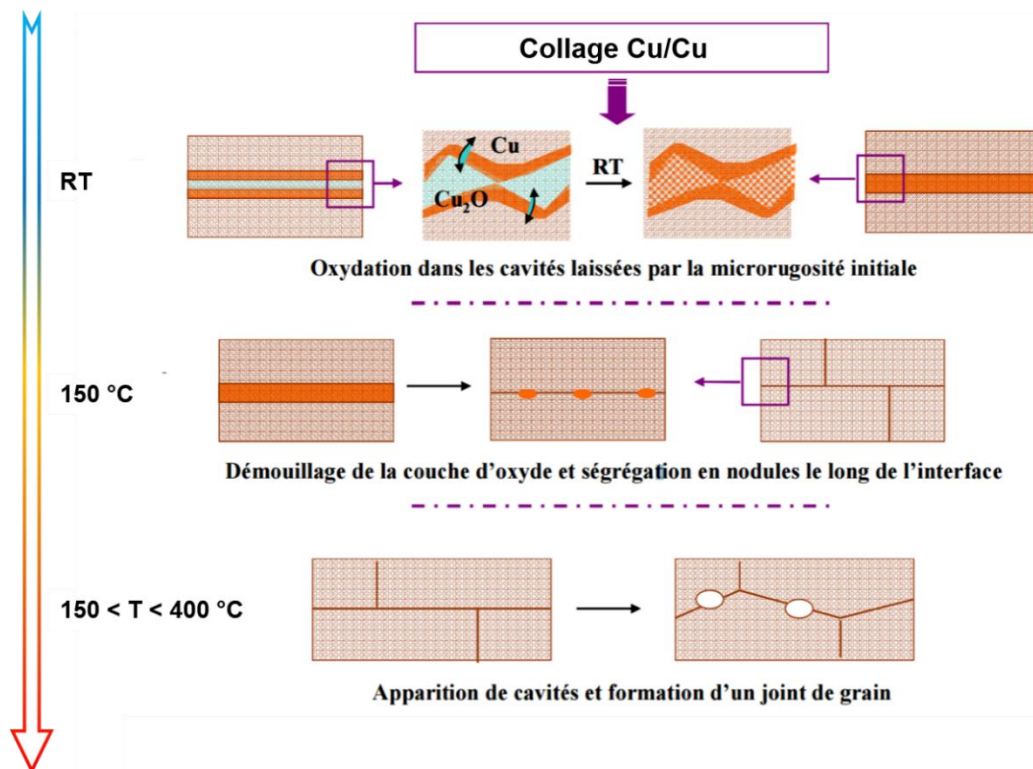 Collage Cu/Cu
RT
Cu
Cu₂O
RT
Oxydation dans les cavités laissées par la microrugosité initiale
150 °C
Démouillage de la couche d'oxyde et ségrégation en nodules le long de l'interface
150 < T < 400 °C
Apparition de cavités et formation d'un joint de grain